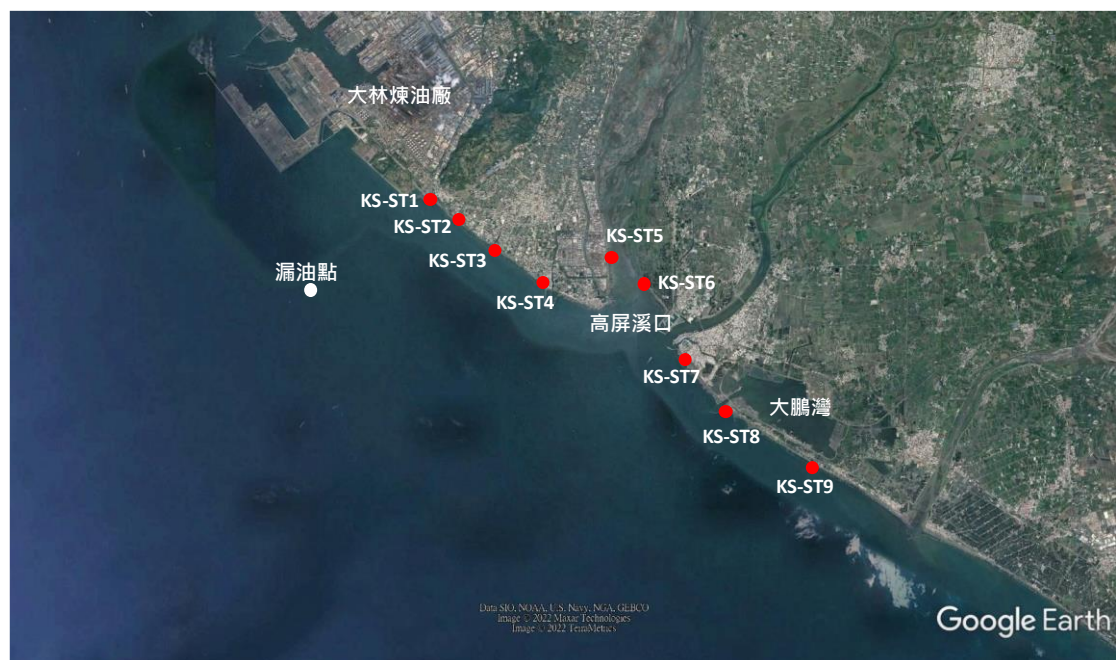 大林煉油廠
KS-ST1
KS-ST2
KS-ST3
KS-ST4
漏油點
KS-ST5
KS-ST6
高屏溪口
KS-ST7
大鵬灣
KS-ST8
KS-ST9
Data SIO, NOAA, U.S. Navy, NGA, GEBCO
Image © 2022 Maxar Technologies
Image © 2022 TerraMetrics
Google Earth